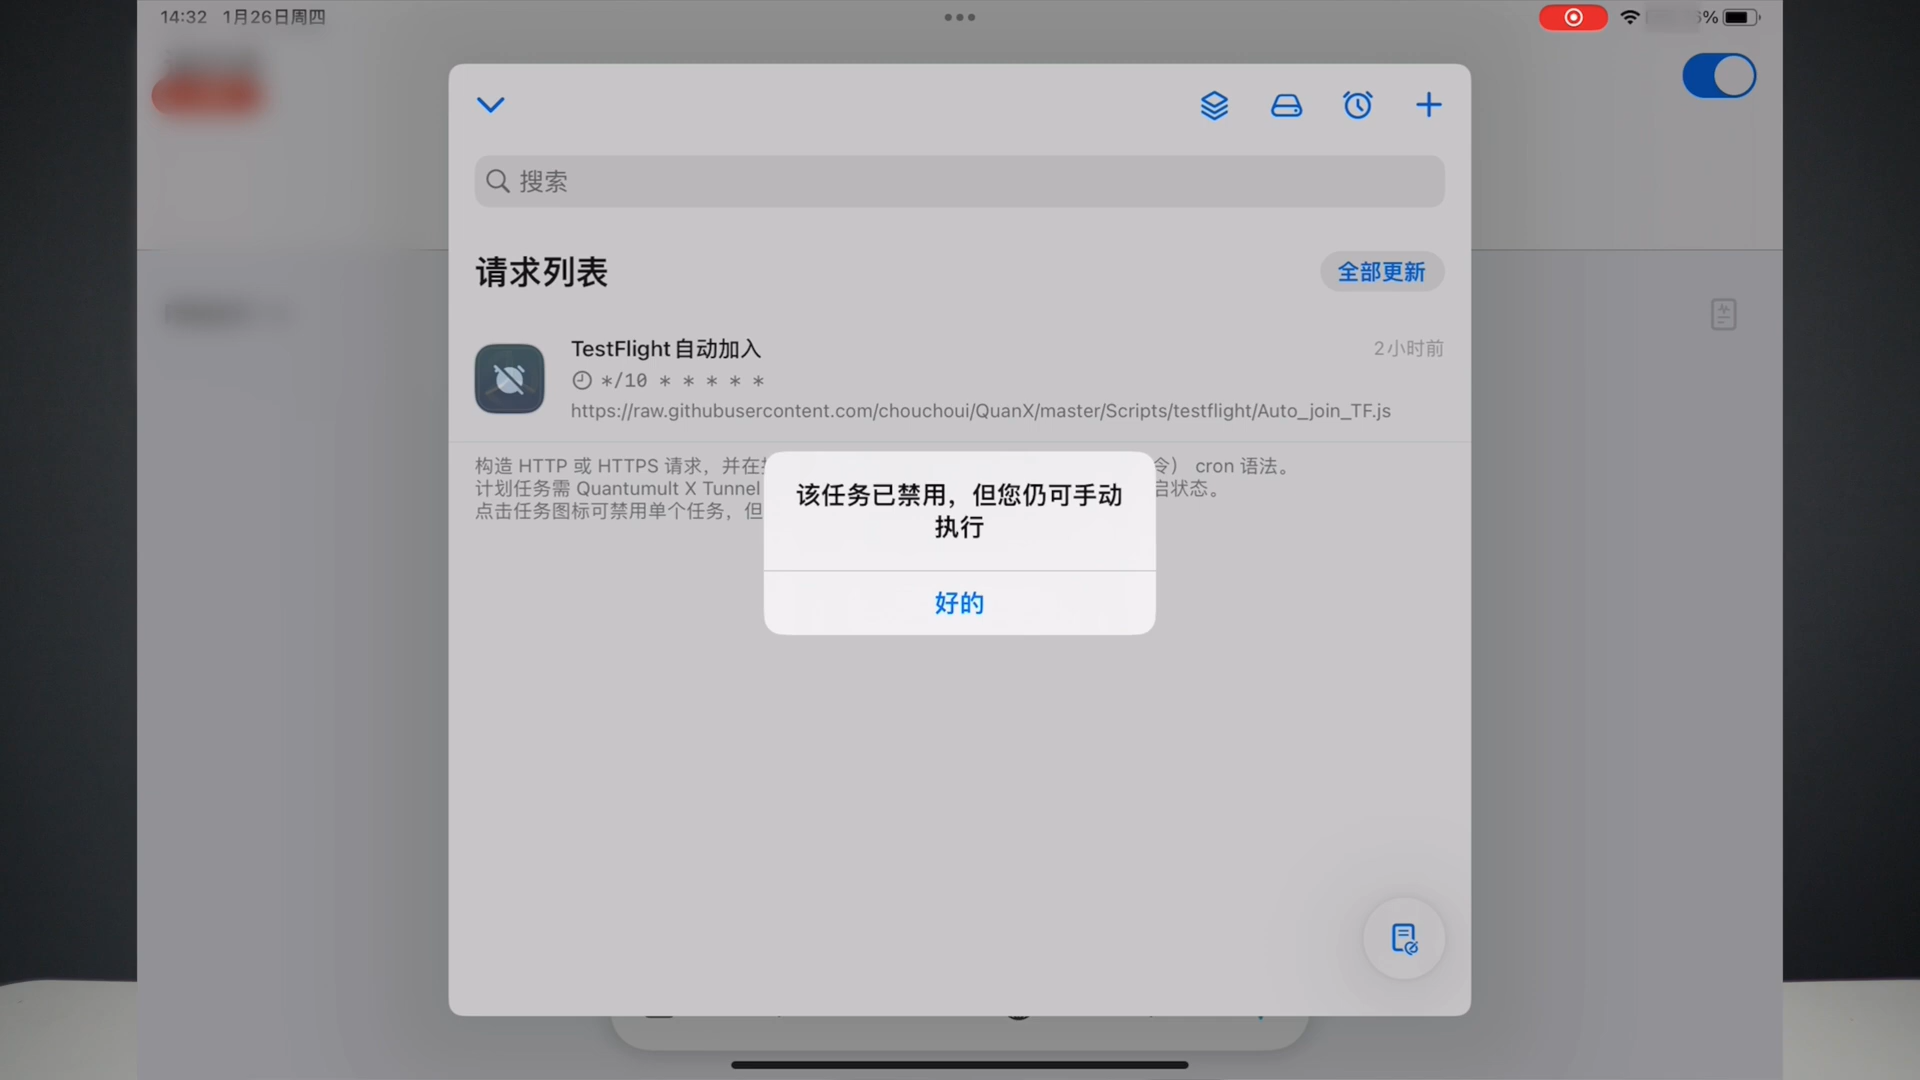 14:32 1月26日周四
6%
搜索
请求列表
全部更新
TestFlight自动加入
2小时前
*/10 * * * * *
https://raw.githubusercontent.com/chouchoui/QuanX/master/Scripts/testflight/Auto_join_TF.js
构造 HTTP 或 HTTPS 请求，并在 令） cron 语法。
计划任务需 Quantumult X Tunnel 启状态。
点击任务图标可禁用单个任务，但
该任务已禁用，但您仍可手动
执行
好的